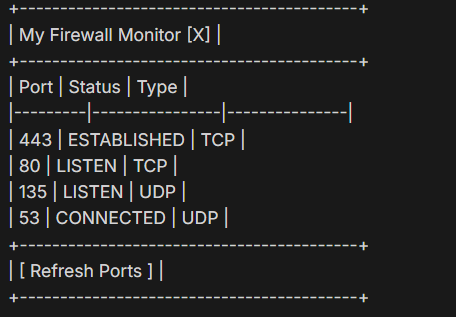 +------------------------------------------+
| My Firewall Monitor [X] |
+------------------------------------------+
| Port | Status | Type |
|---------|----------------|---------------|
| 443 | ESTABLISHED | TCP |
| 80 | LISTEN | TCP |
| 135 | LISTEN | UDP |
| 53 | CONNECTED | UDP |
+------------------------------------------+
| [ Refresh Ports ] |
+------------------------------------------+